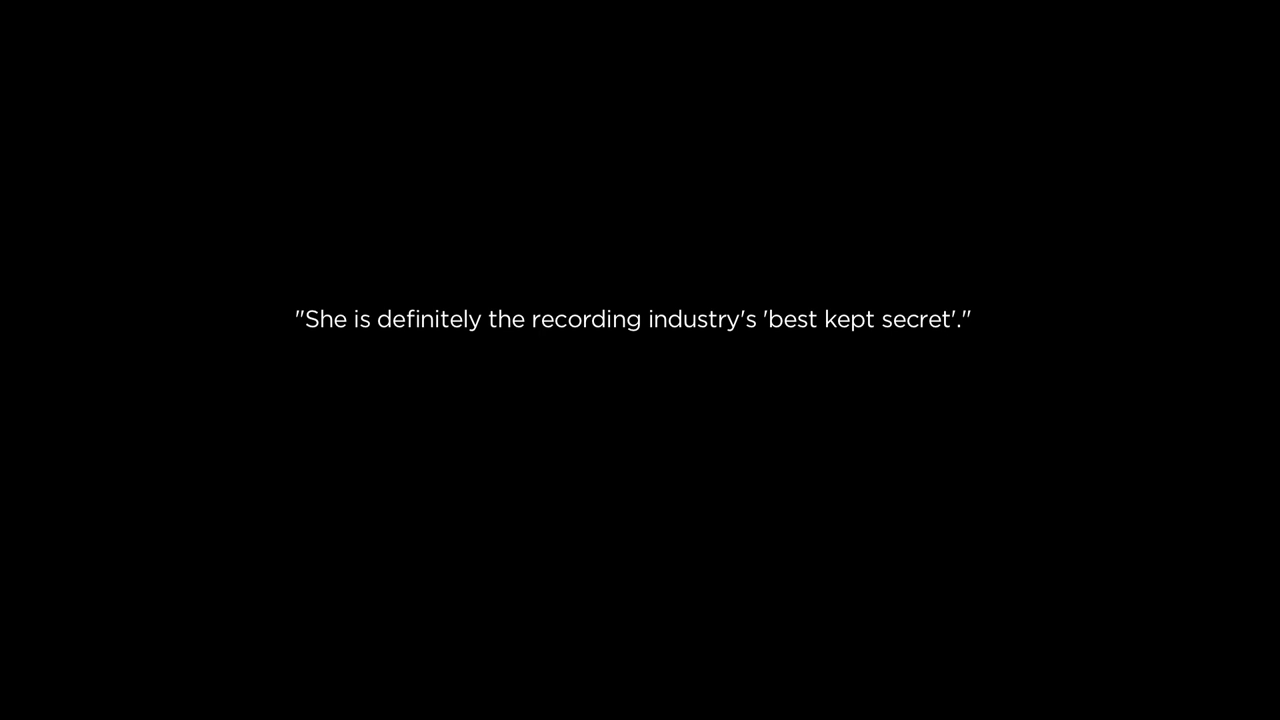 "She is definitely the recording industry's 'best kept secret'."